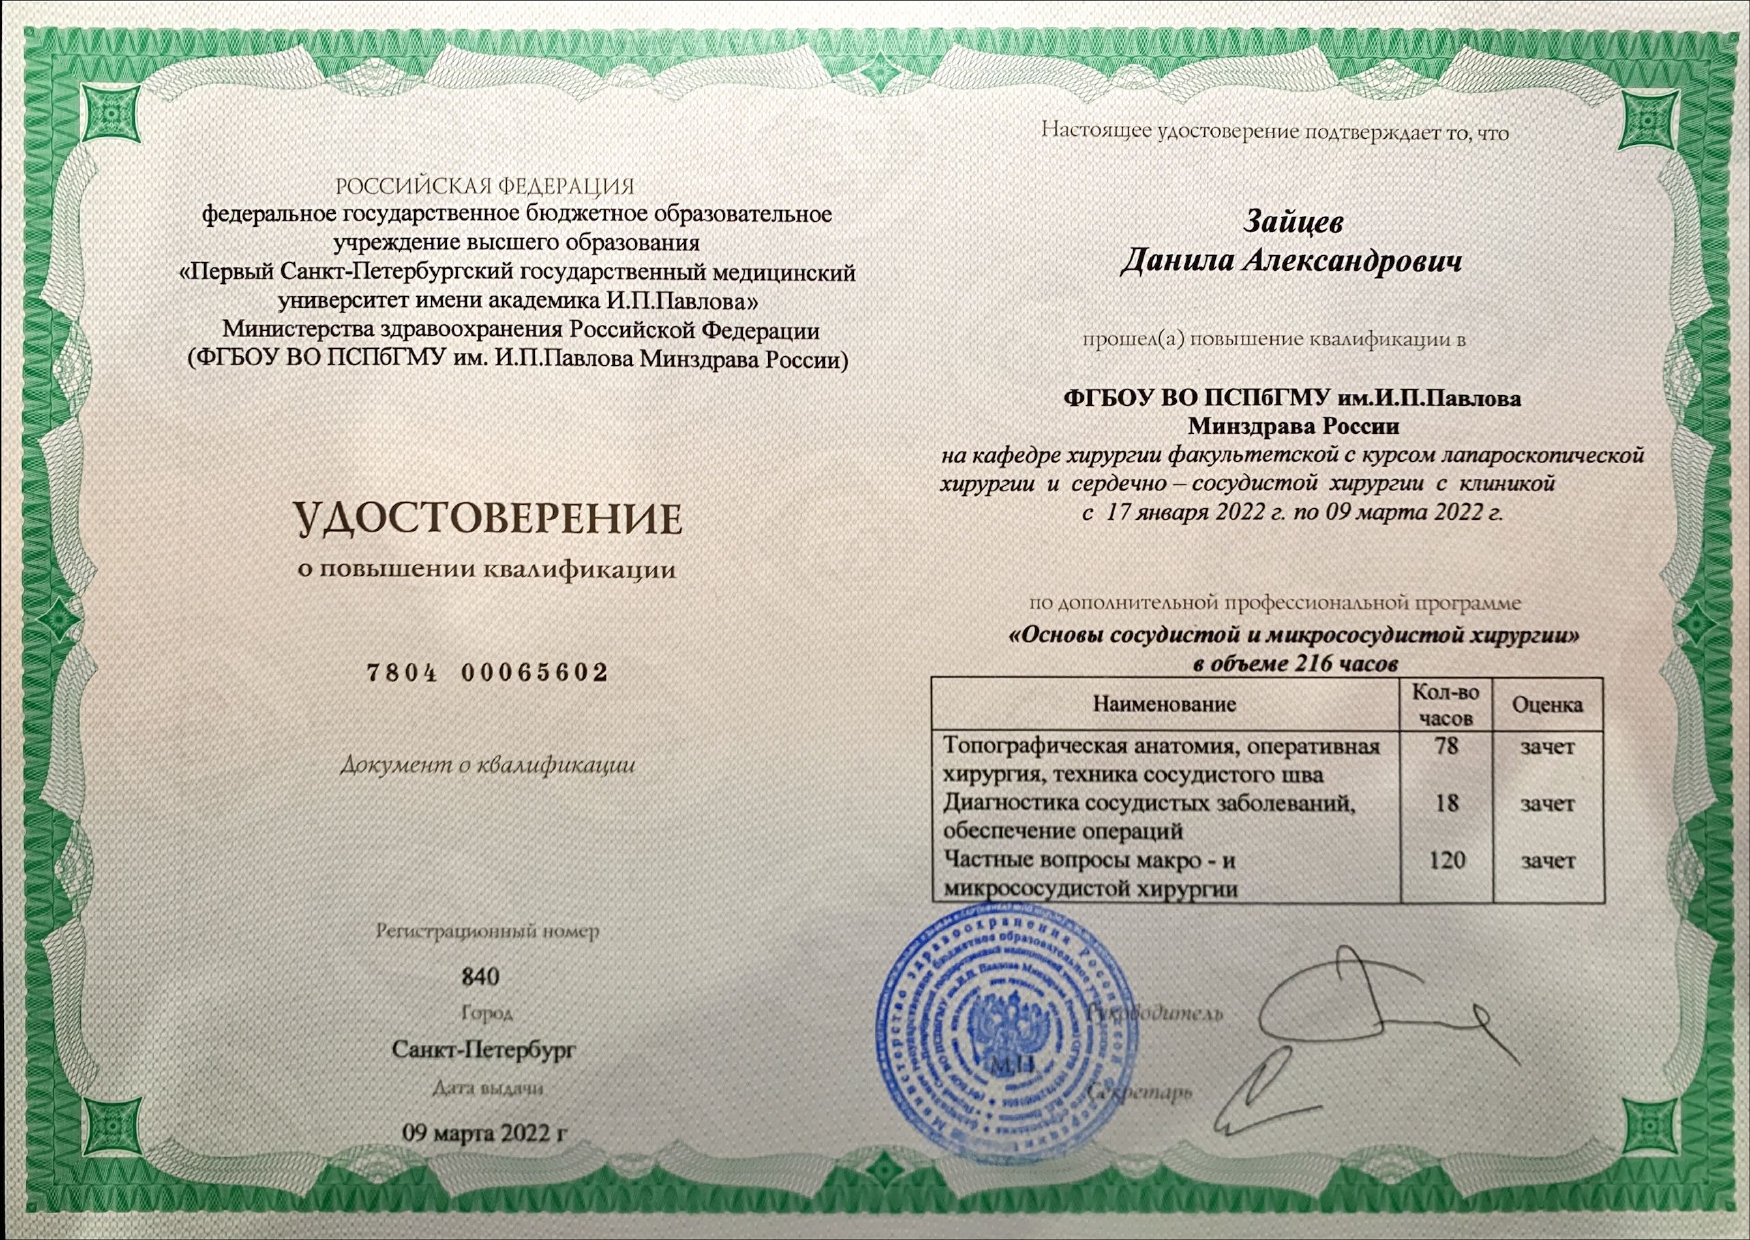 РОССИЙСКАЯ ФЕДЕРАЦИЯ
федеральное государственное бюджетное образовательное
учреждение высшего образования
«Первый Санкт-Петербургский государственный медицинский
университет имени академика И.П.Павлова»
Министерства здравоохранения Российской Федерации
(ФГБОУ ВО ПСПбГМУ им. И.П.Павлова Минздрава России)
УДОСТОВЕРЕНИЕ
о повышении квалификации
7804 00065602
Документ о квалификации
Регистрационный номер
840
Город
Санкт-Петербург
Дата выдачи
09 марта 2022 г
Настоящее удостоверение подтверждает то, что
Зайцев
Данила Александрович
прошел(а) повышение квалификации в
ФГБОУ ВО ПСПбГМУ им.И.П.Павлова
Минздрава России
на кафедре хирургии факультетской с курсом лапароскопической
хирургии и сердечно – сосудистой хирургии с клиникой
с 17 января 2022 г. по 09 марта 2022 г.
по дополнительной профессиональной программе
«Основы сосудистой и микрососудистой хирургии»
в объеме 216 часов
Наименование
Кол-во
часов
Оценка
Топографическая анатомия, оперативная 78 зачет
хирургия, техника сосудистого шва
Диагностика сосудистых заболеваний, 18 зачет
обеспечение операций
Частные вопросы макро - и 120 зачет
микрососудистой хирургии
Руководитель
М.П.
Секретарь